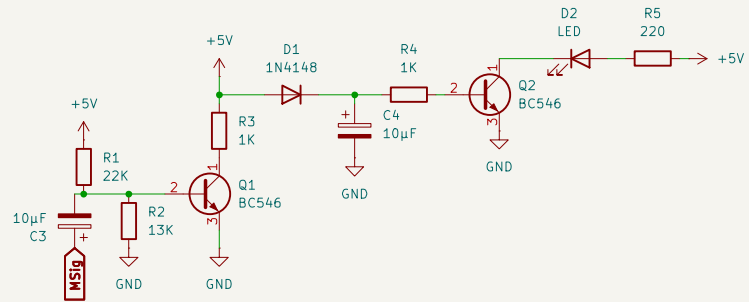 +5V
R1
22K
10µF
C3
+
MSig
R2
13K
GND
+5V
R3
1K
1
2
3
Q1
BC546
GND
D1
1N4148
+
C4
10µF
GND
R4
1K
1
2
3
Q2
BC546
GND
D2
LED
R5
220
+5V